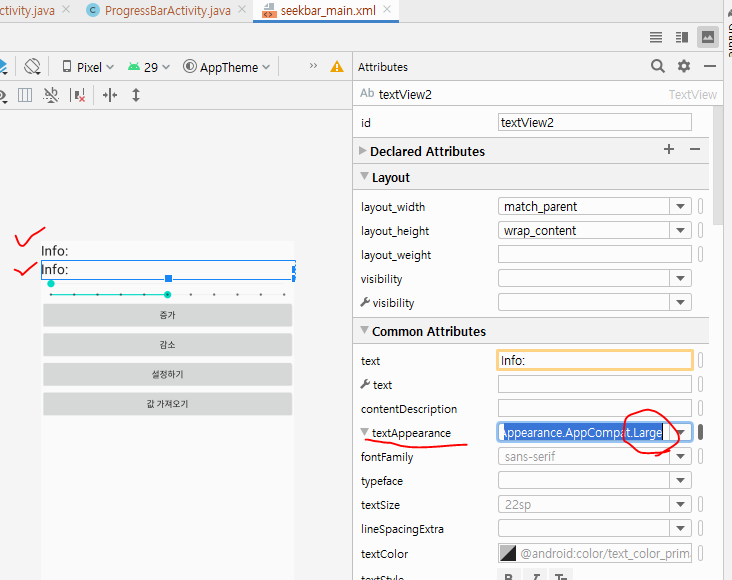 ctivity.java
ProgressBarActivity.java
seekbar_main.xml
Pixel
29
AppTheme
Attributes
Ab textView2
TextView
id
textView2
Declared Attributes
Layout
layout_width
match_parent
layout_height
wrap_content
layout_weight
visibility
visibility
Common Attributes
text
Info:
text
contentDescription
textAppearance
Appearance.AppCompat.Large
fontFamily
sans-serif
typeface
textSize
22sp
lineSpacingExtra
textColor
@android:color/text_color_prim
Info:
Info:
증가
감소
설정하기
값 가져오기